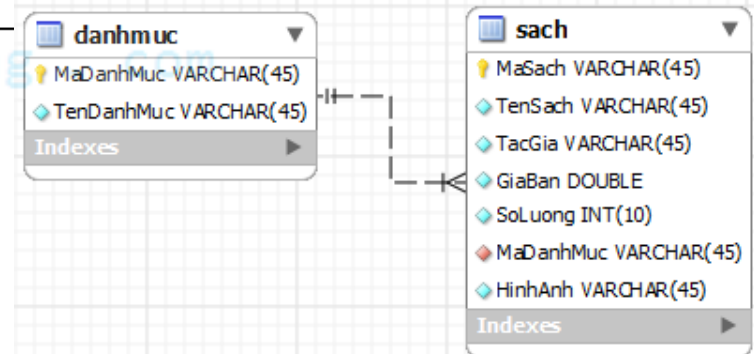 danhmuc
MaDanhMuc VARCHAR(45)
TenDanhMuc VARCHAR(45)
Indexes
sach
MaSach VARCHAR(45)
TenSach VARCHAR(45)
TacGia VARCHAR(45)
GiaBan DOUBLE
SoLuong INT(10)
MaDanhMuc VARCHAR(45)
HinhAnh VARCHAR(45)
Indexes